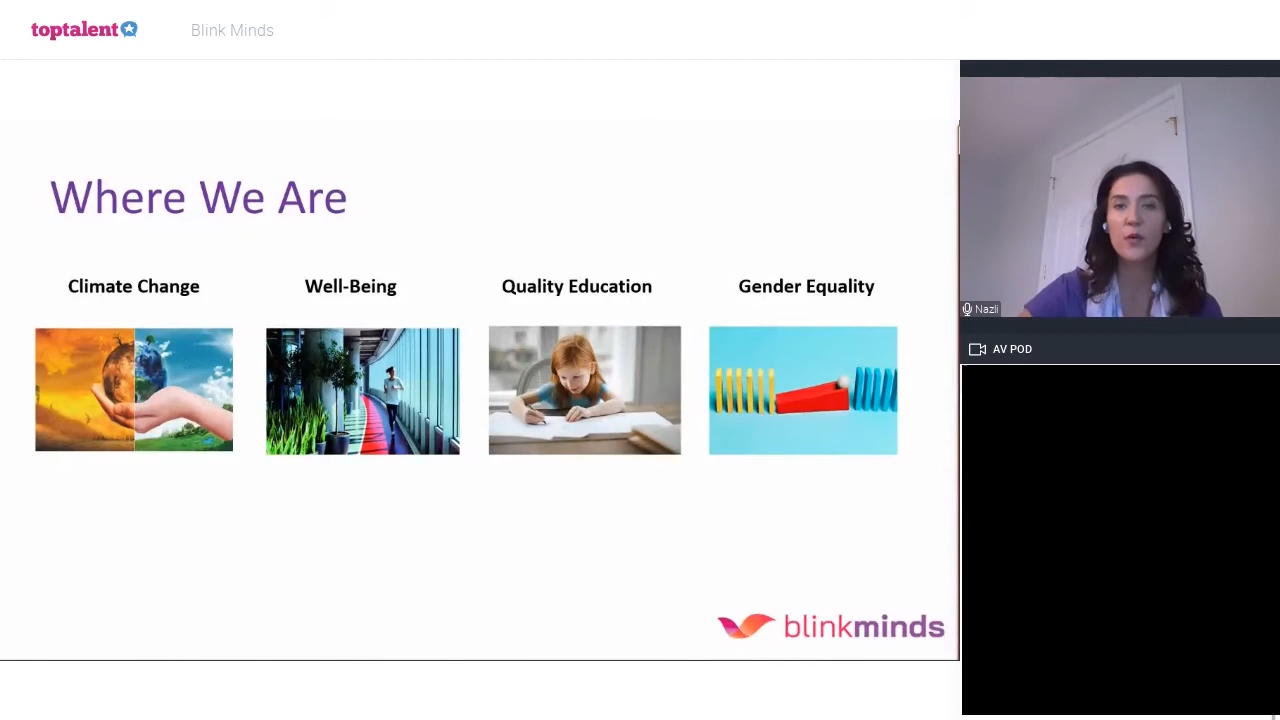 toptalent
Blink Minds
Where We Are
Climate Change
Well-Being
Quality Education
Gender Equality
Nazli
AV POD
blinkminds